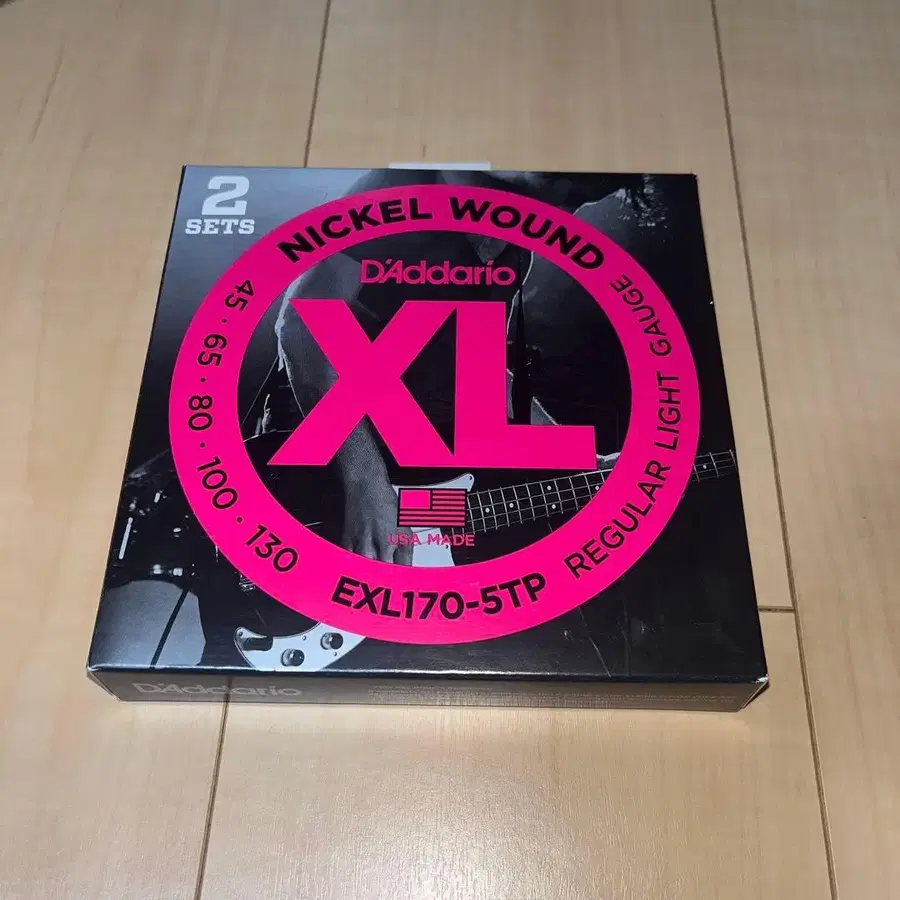 2
SETS
NICKEL WOUND
D'Addario
XL
USA MADE
45 · 65 · 80 · 100 · 130
EXL170-5TP
REGULAR LIGHT GAUGE
D'Addario